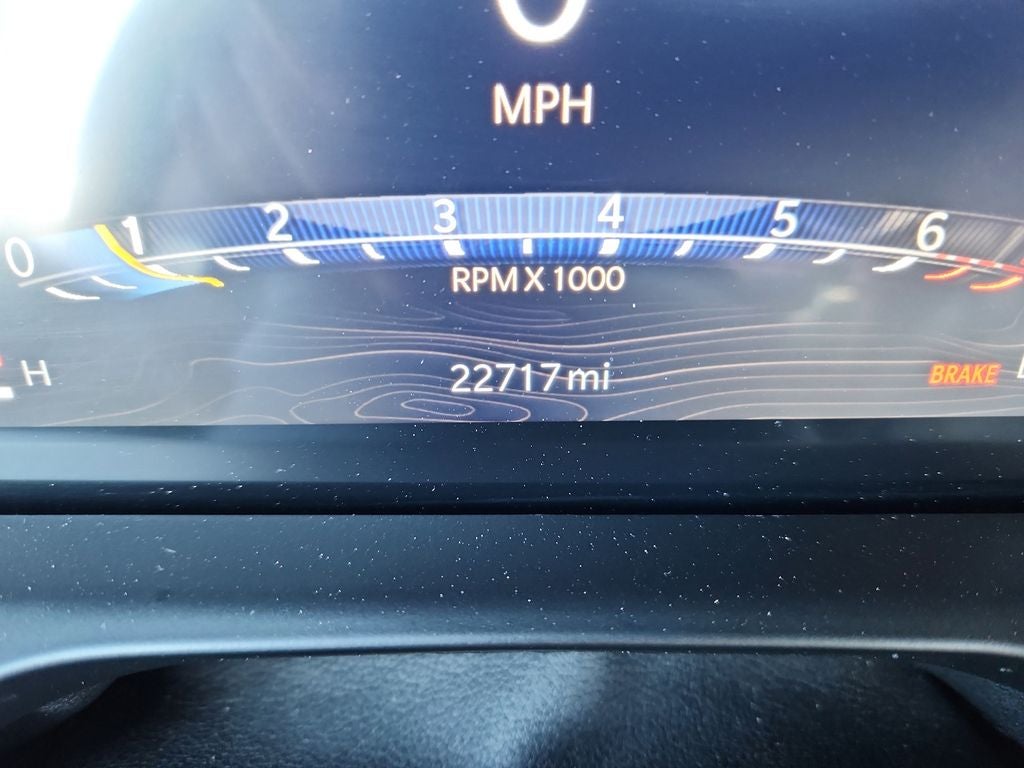 0
MPH
0 1 2 3 4 5 6
RPM X 1000
H
22717 mi
BRAKE